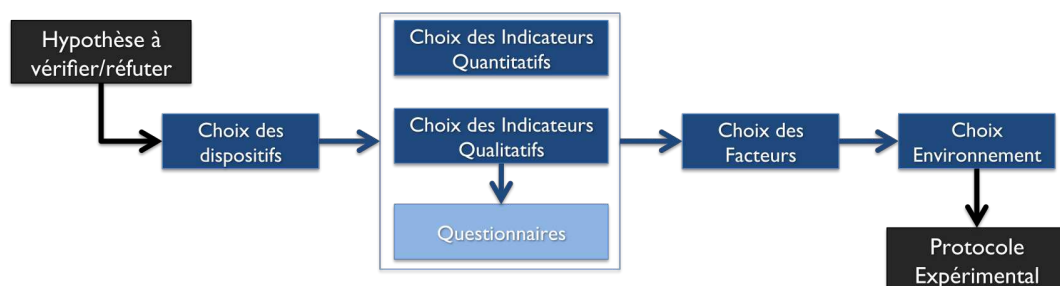 Hypothèse à
vérifier/réfuter
Choix des
dispositifs
Choix des Indicateurs
Quantitatifs
Choix des Indicateurs
Qualitatifs
Questionnaires
Choix des
Facteurs
Choix
Environnement
Protocole
Expérimental